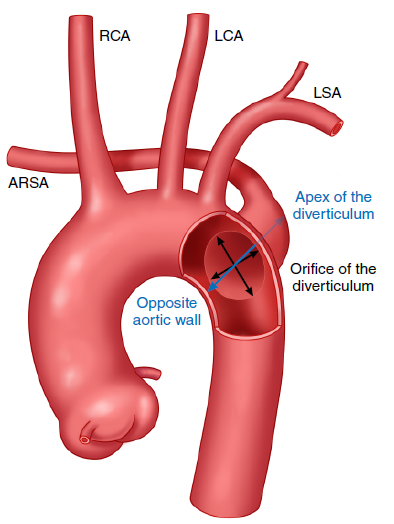 RCA
LCA
LSA
ARSA
Apex of the
diverticulum
Orifice of the
diverticulum
Opposite
aortic wall